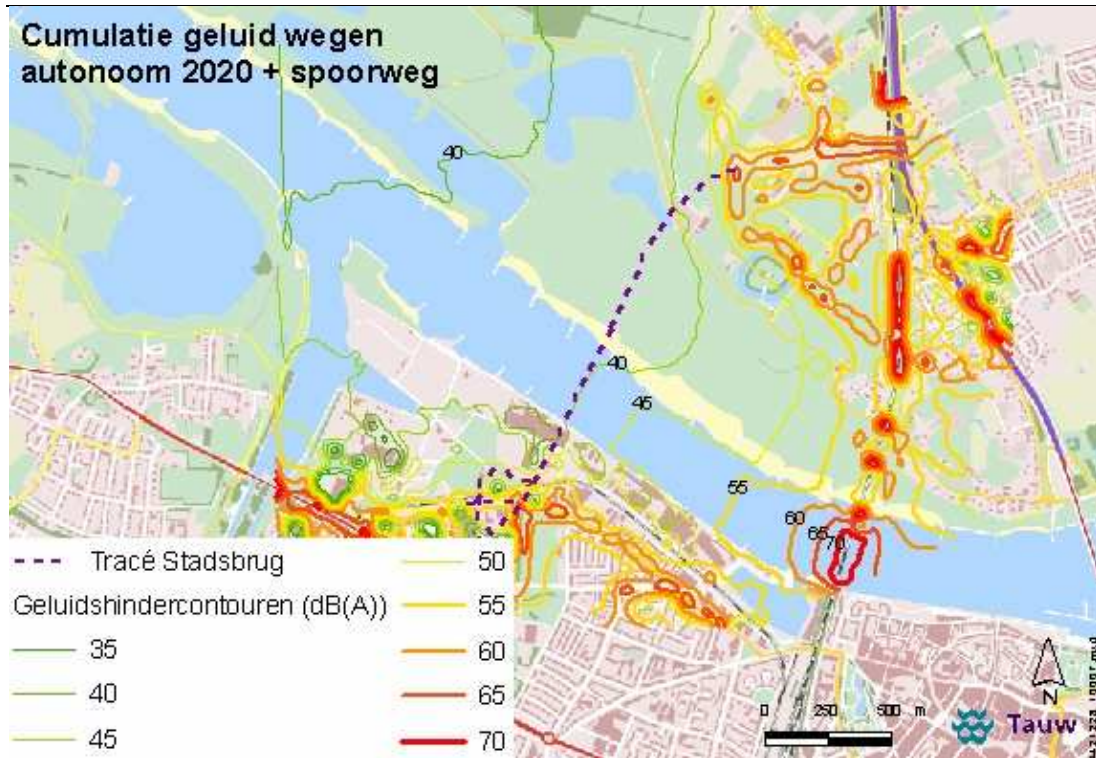 Cumulatie geluid wegen
autonoom 2020 + spoorweg
40
40
45
55
60
65
70
Tracé Stadsbrug
Geluidshindercontouren (dB(A))
35
40
45
50
55
60
65
70
N
0 250 500 m
Tauw